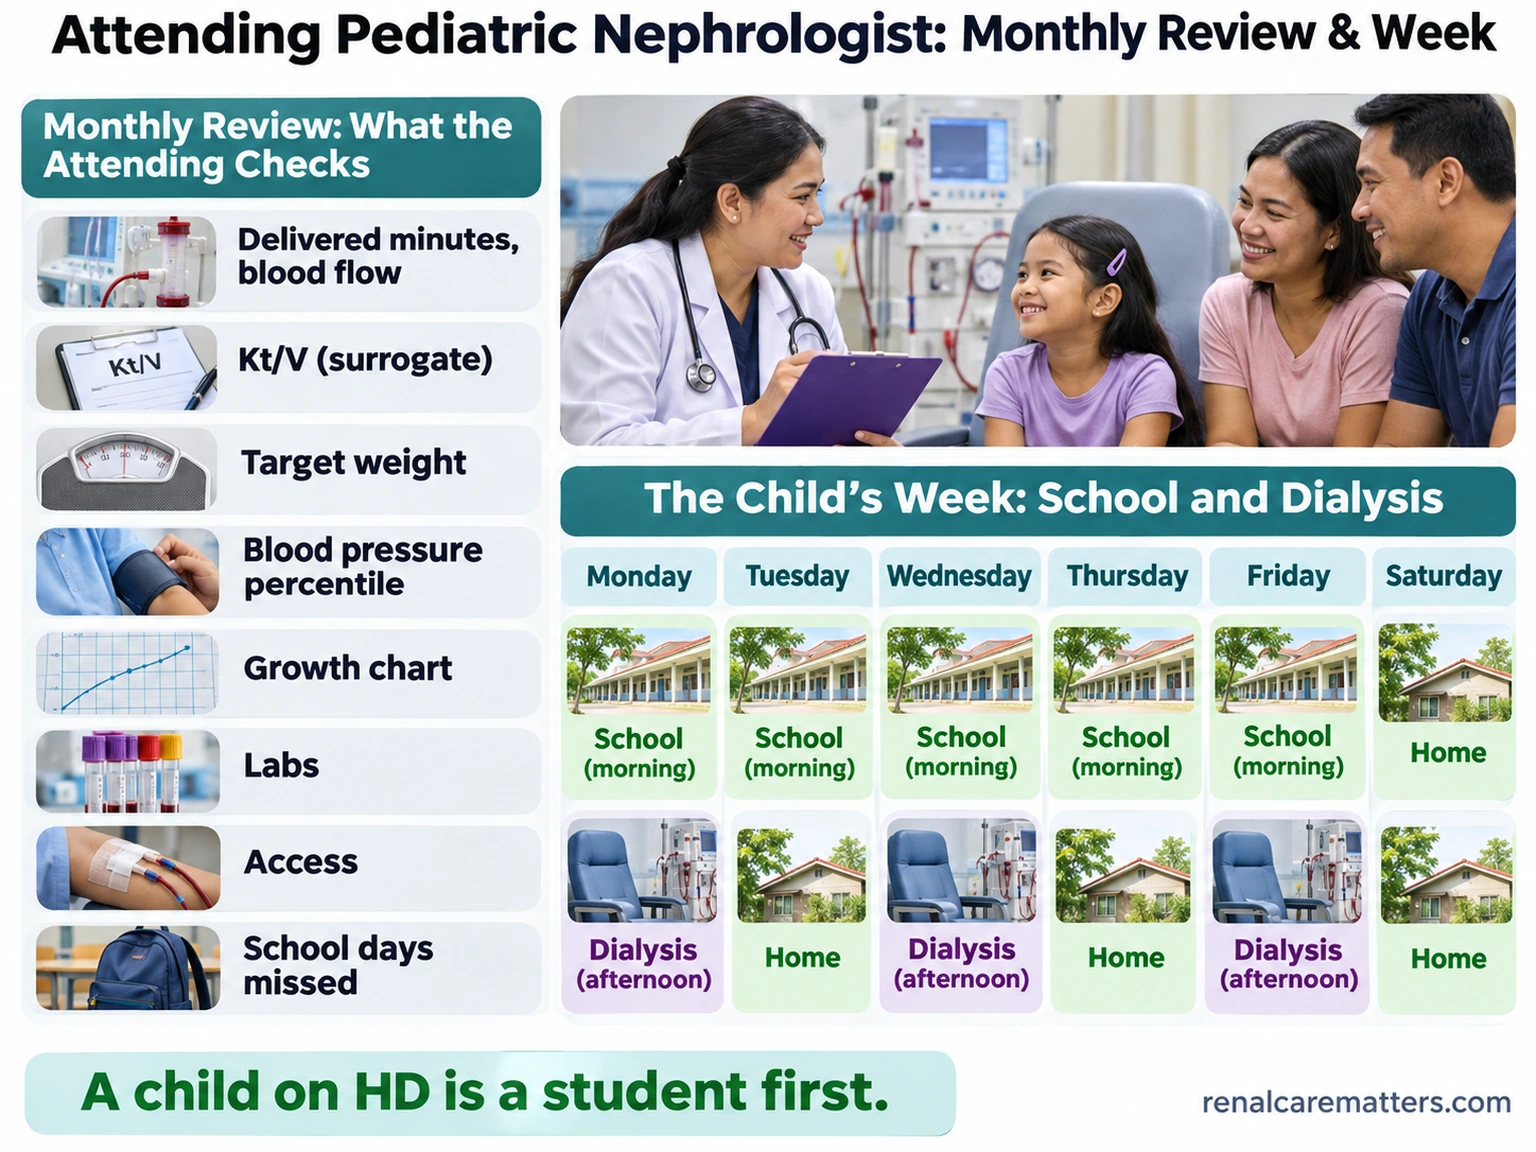 Attending Pediatric Nephrologist: Monthly Review & Week
Monthly Review: What the
Attending Checks
Delivered minutes,
blood flow
Kt/V
Kt/V (surrogate)
Target weight
Blood pressure
percentile
Growth chart
Labs
Access
School days
missed
The Child's Week: School and Dialysis
Monday Tuesday Wednesday Thursday Friday Saturday
School School School School School Home
(morning) (morning) (morning) (morning) (morning)
Dialysis Home Dialysis Home Dialysis Home
(afternoon) (afternoon) (afternoon)
A child on HD is a student first.
renalcarematters.com